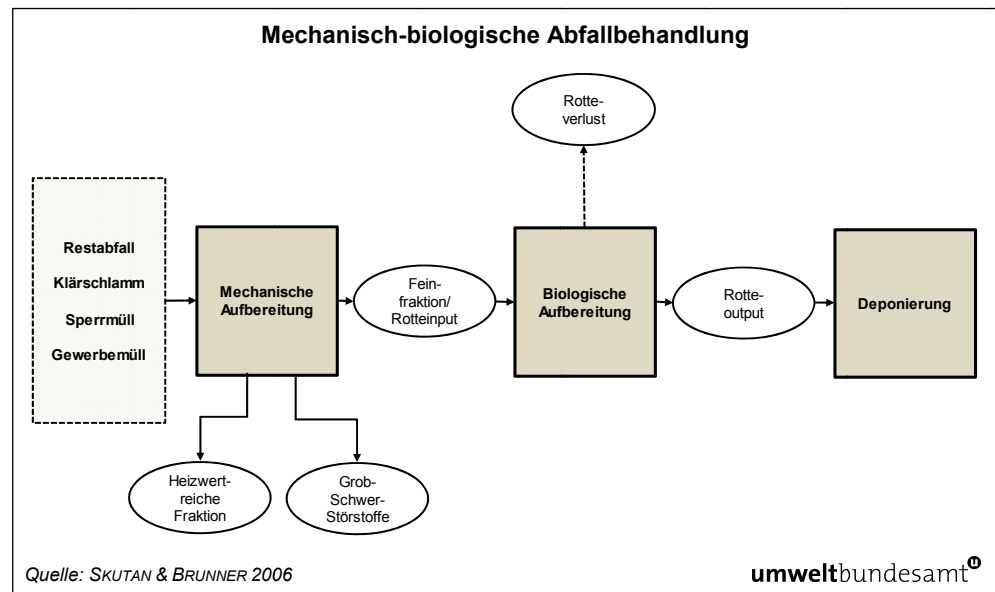 Mechanisch-biologische Abfallbehandlung
Rotte-
verlust
Restabfall
Klärschlamm
Sperrmüll
Gewerbemüll
Mechanische
Aufbereitung
Fein-
fraktion/
Rotteinput
Biologische
Aufbereitung
Rotte-
output
Deponierung
Heizwert-
reiche
Fraktion
Grob-
Schwer-
Störstoffe
Quelle: SKUTAN & BRUNNER 2006
umweltbundesamt